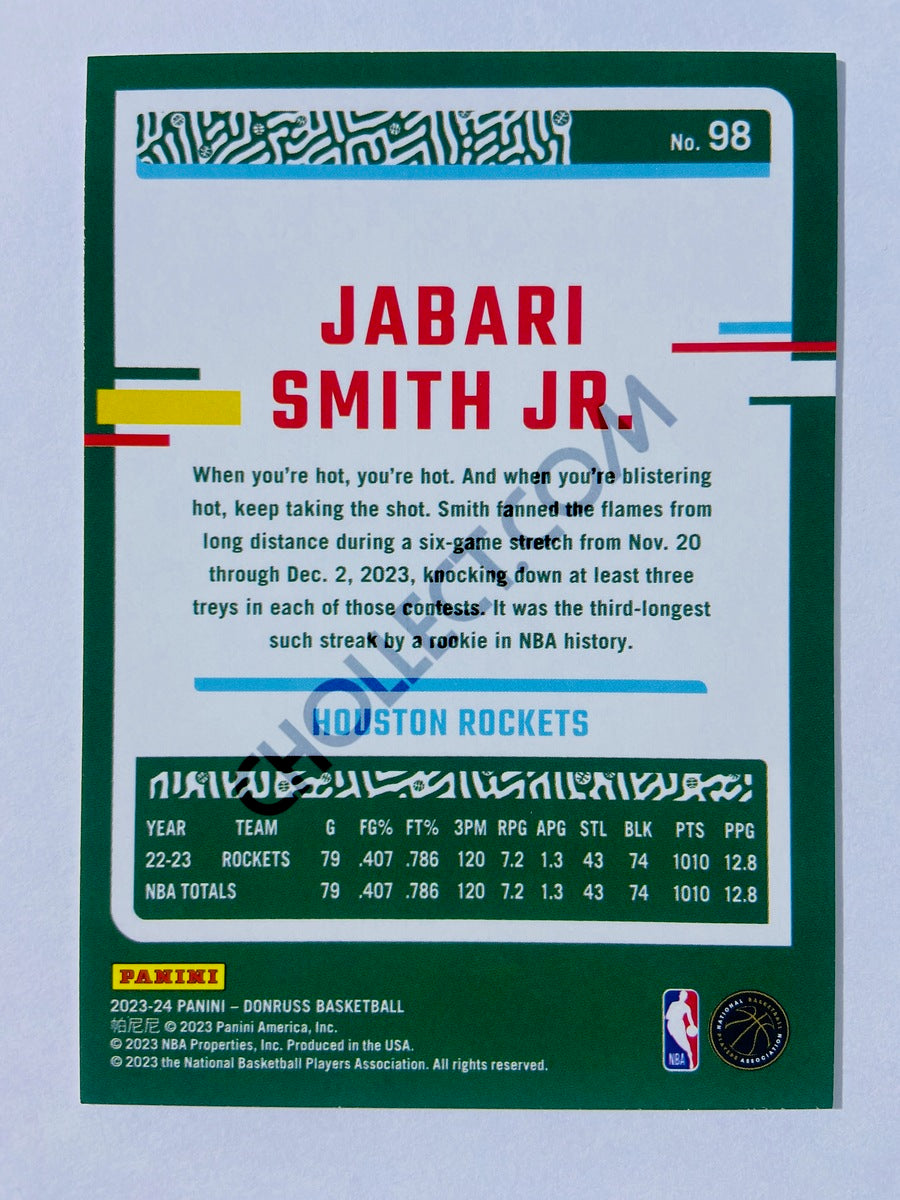 No. 98
JABARI
SMITH JR.
When you're hot, you're hot. And when you're blistering
hot, keep taking the shot. Smith fanned the flames from
long distance during a six-game stretch from Nov. 20
through Dec. 2, 2023, knocking down at least three
treys in each of those contests. It was the third-longest
such streak by a rookie in NBA history.
HOUSTON ROCKETS
YEAR TEAM G FG% FT% 3PM RPG APG STL BLK PTS PPG
22-23 ROCKETS 79 .407 .786 120 7.2 1.3 43 74 1010 12.8
NBA TOTALS 79 .407 .786 120 7.2 1.3 43 74 1010 12.8
PANINI
2023-24 PANINI – DONRUSS BASKETBALL
帕尼尼 © 2023 Panini America, Inc.
© 2023 NBA Properties, Inc. Produced in the USA.
© 2023 the National Basketball Players Association. All rights reserved.
NBA
NATIONAL BASKETBALL PLAYERS ASSOCIATION
CHOLLECT.COM